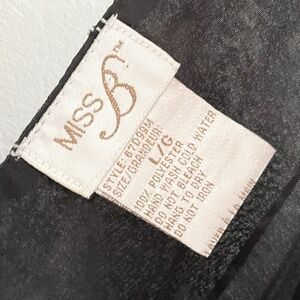 MISS B™
STYLE: 67099M
SIZE/GRANDEUR:
L/G
100% POLYESTER
HAND WASH COLD WATER
DO NOT BLEACH
HANG TO DRY
DO NOT IRON